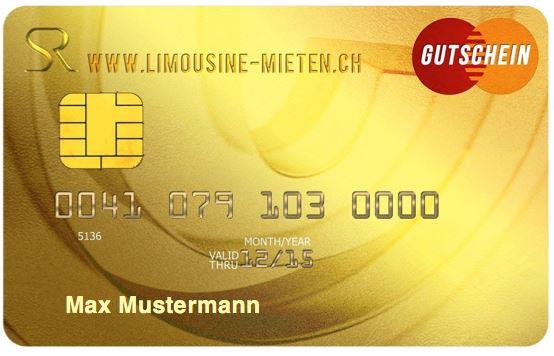 SR WWW.LIMOUSINE-MIETEN.CH
GUTSCHEIN
0041 079 103 0000
5136
MONTH/YEAR
VALID THRU 12/15
Max Mustermann